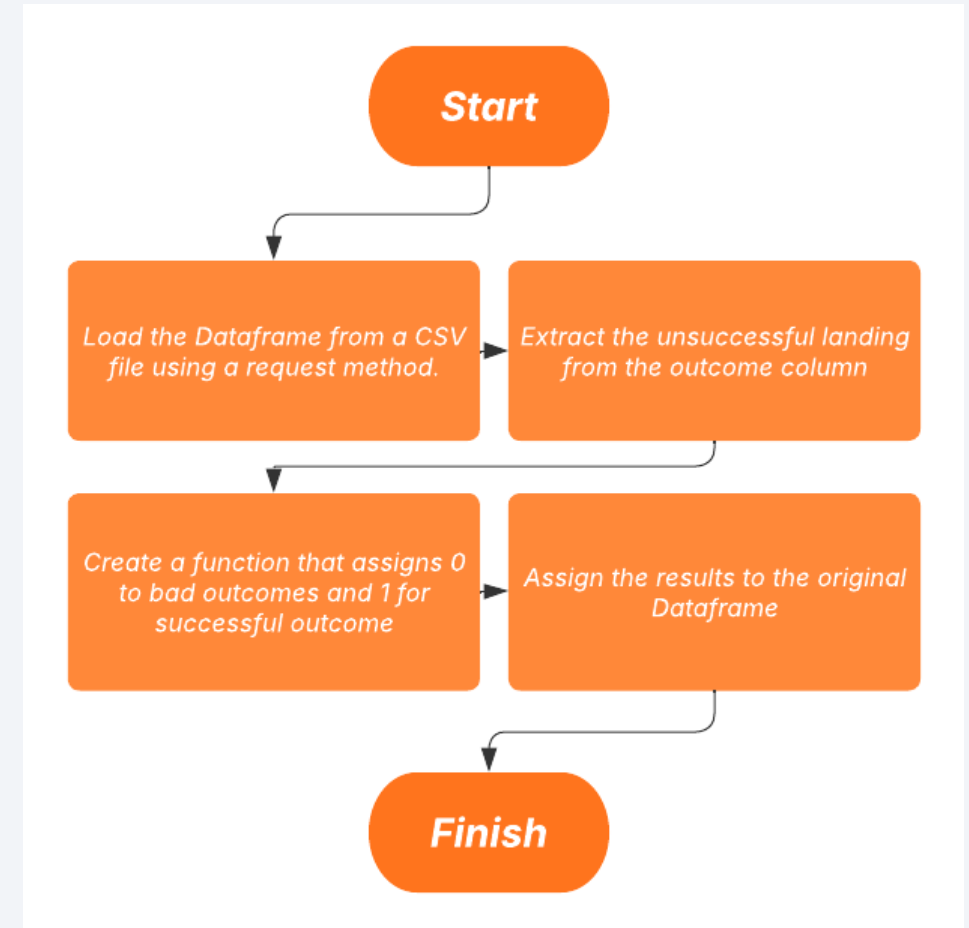 Start
Load the Dataframe from a CSV
file using a request method.
Extract the unsuccessful landing
from the outcome column
Create a function that assigns 0
to bad outcomes and 1 for
successful outcome
Assign the results to the original
Dataframe
Finish